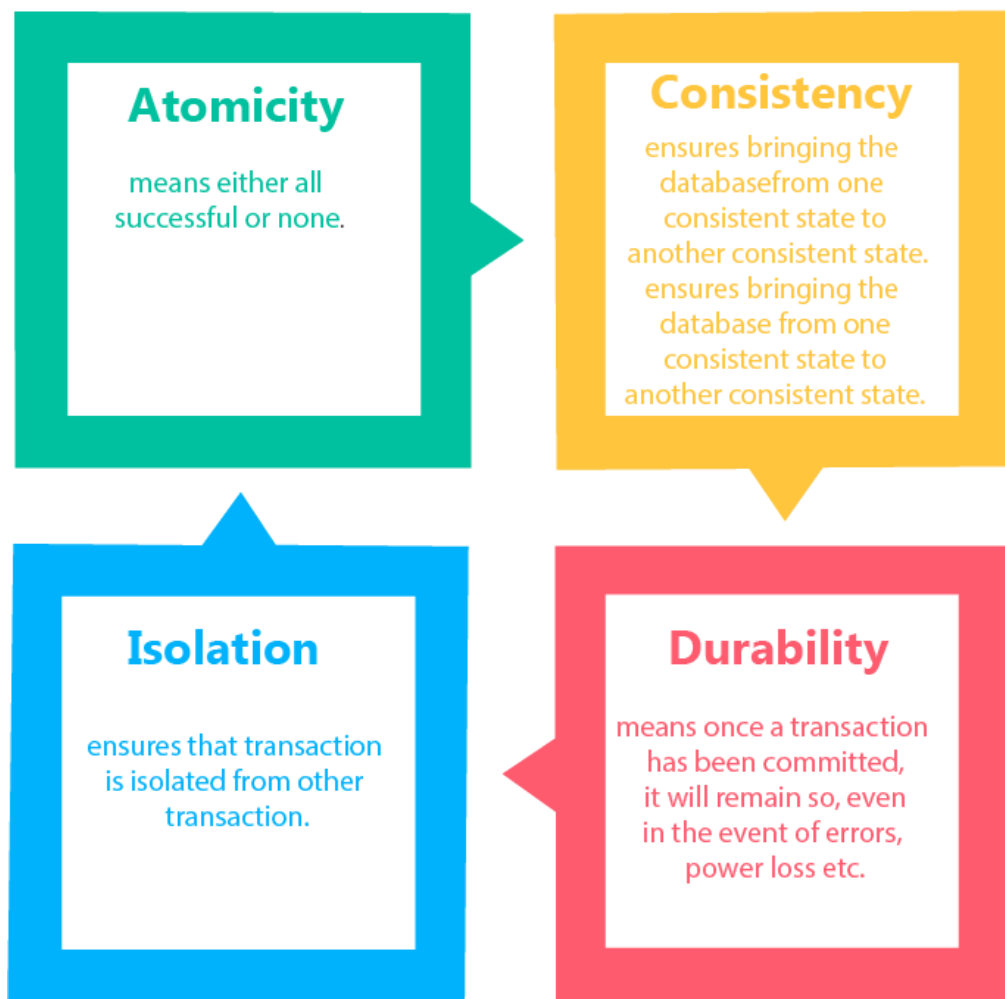 Atomicity
means either all
successful or none.
Consistency
ensures bringing the
databasefrom one
consistent state to
another consistent state.
ensures bringing the
database from one
consistent state to
another consistent state.
Isolation
ensures that transaction
is isolated from other
transaction.
Durability
means once a transaction
has been committed,
it will remain so, even
in the event of errors,
power loss etc.